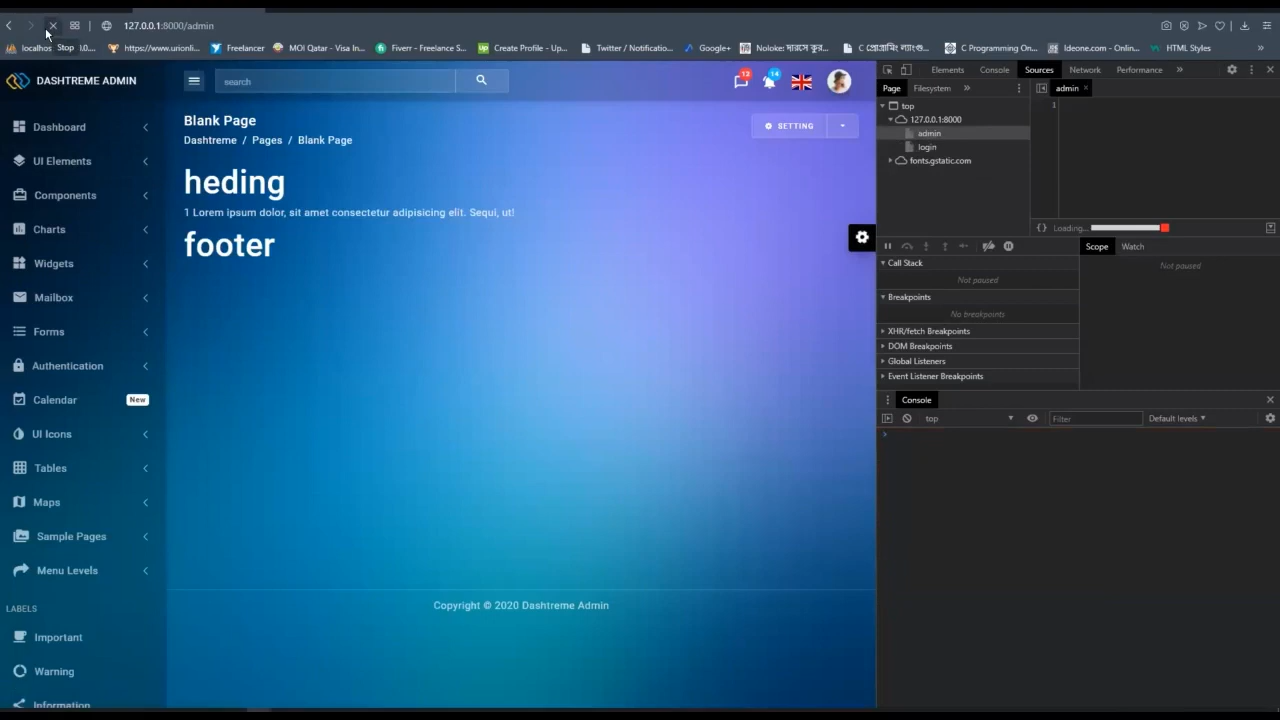 127.0.0.1:8000/admin
localhos
0.0...
https://www.urionli...
Freelancer
MOI Qatar - Visa In...
Fiverr - Freelance S...
Create Profile - Up...
Twitter / Notificatio...
Google+
C Programming On...
Ideone.com - Onlin...
HTML Styles
»
Stop
DASHTREME ADMIN
search
13
14
Elements
Console
Sources
Network
Performance
»
Page
Filesystem
»
admin ×
1
top
127.0.0.1:8000
admin
login
fonts.gstatic.com
Dashboard
UI Elements
Components
Charts
Widgets
Mailbox
Forms
Authentication
Calendar New
UI Icons
Tables
Maps
Sample Pages
Menu Levels
LABELS
Important
Warning
Information
Blank Page
Dashtreme / Pages / Blank Page
SETTING
heding
1 Lorem ipsum dolor, sit amet consectetur adipisicing elit. Sequi, ut!
footer
Copyright © 2020 Dashtreme Admin
{} Loading...
Scope
Watch
Not paused
Call Stack
Not paused
Breakpoints
No breakpoints
XHR/fetch Breakpoints
DOM Breakpoints
Global Listeners
Event Listener Breakpoints
Console
top
Filter
Default levels